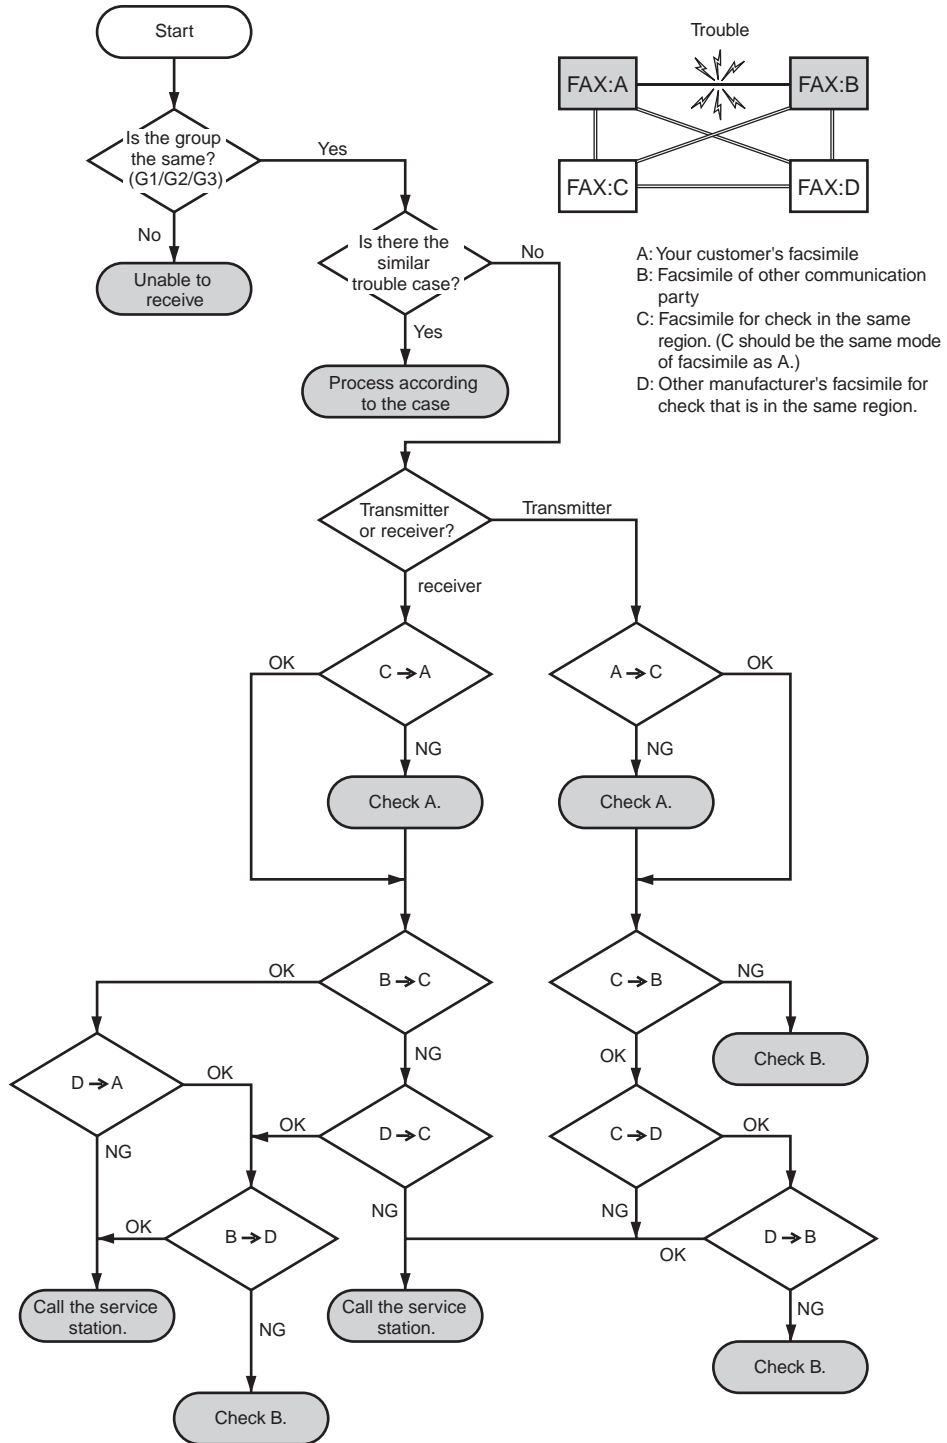 Start
Trouble
FAX:A
FAX:B
FAX:C
FAX:D
Is the group
the same?
(G1/G2/G3)
Yes
No
Unable to
receive
Is there the
similar
trouble case?
No
Yes
Process according
to the case
A: Your customer's facsimile
B: Facsimile of other communication
party
C: Facsimile for check in the same
region. (C should be the same mode
of facsimile as A.)
D: Other manufacturer's facsimile for
check that is in the same region.
Transmitter
or receiver?
Transmitter
receiver
OK
C → A
NG
Check A.
A → C
OK
NG
Check A.
OK
B → C
NG
C → B
NG
Check B.
OK
D → A
OK
NG
OK
D → C
NG
C → D
OK
NG
OK
B → D
NG
OK
D → B
NG
Call the service
station.
Call the service
station.
Check B.
Check B.